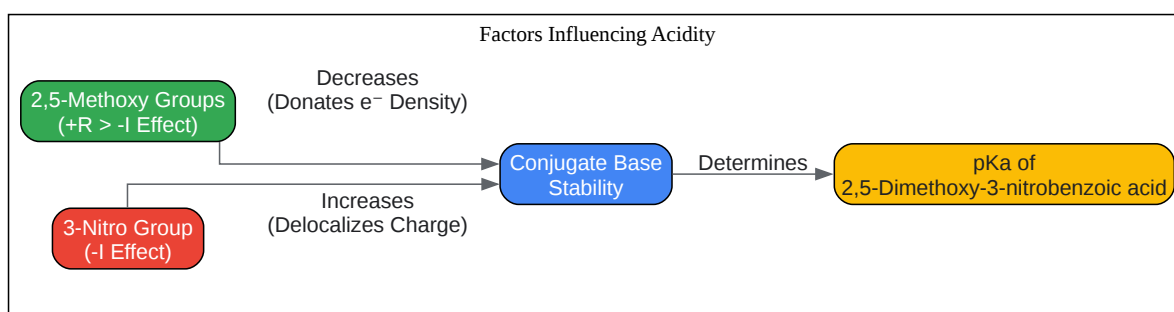 Factors Influencing Acidity
2,5-Methoxy Groups
(+R > -I Effect)
Decreases
(Donates e⁻ Density)
Conjugate Base
Stability
Determines
pKa of
2,5-Dimethoxy-3-nitrobenzoic acid
3-Nitro Group
(-I Effect)
Increases
(Delocalizes Charge)